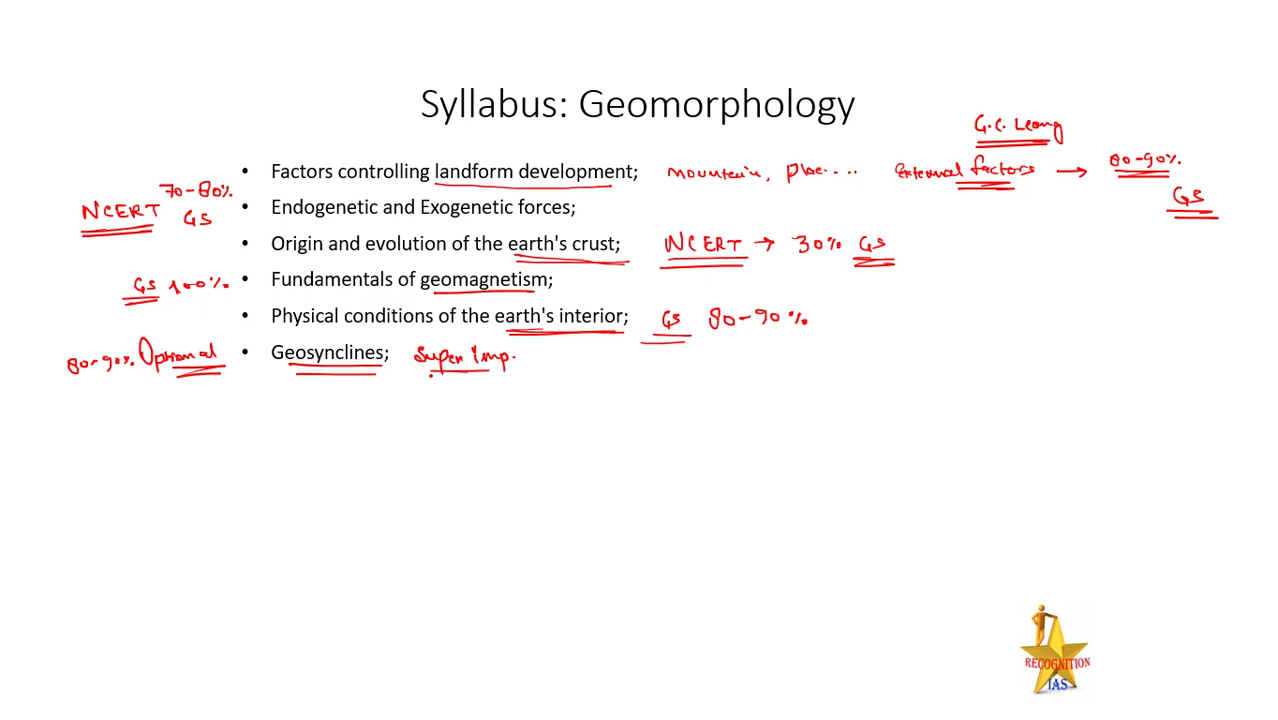 Syllabus: Geomorphology
G.C. Leong
• Factors controlling landform development; mountain, External factors → 80-90%.
GS
70-80%
NCERT GS • Endogenetic and Exogenetic forces;
• Origin and evolution of the earth's crust; NCERT → 30% GS
GS 100%. • Fundamentals of geomagnetism;
• Physical conditions of the earth's interior; GS 80-90%
80-90%. Optional • Geosynclines; Super Imp.
RECOGNITION
IAS